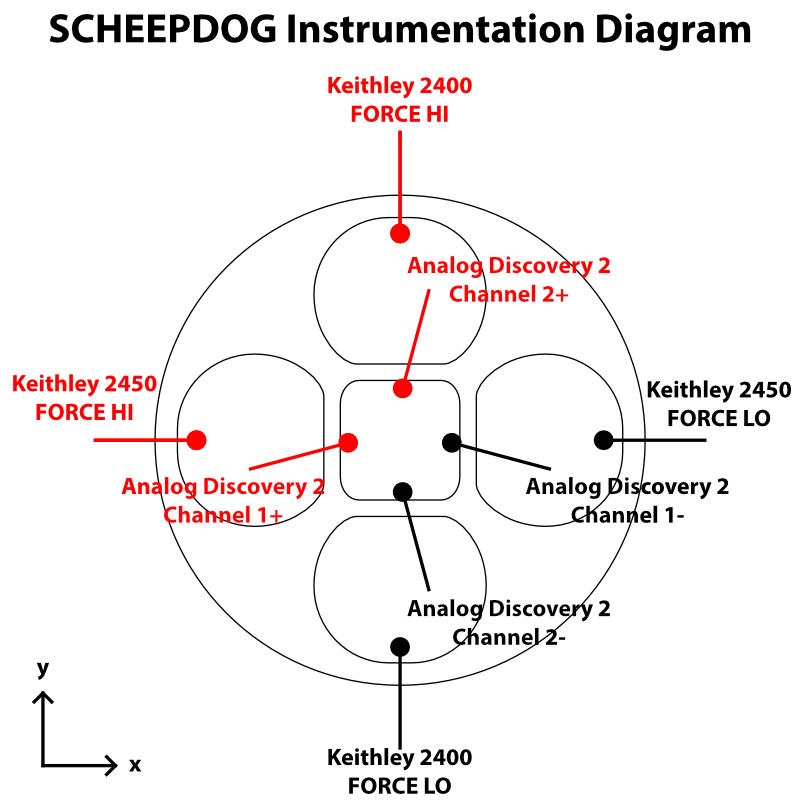 SCHEEPDOG Instrumentation Diagram
Keithley 2400
FORCE HI
Analog Discovery 2
Channel 2+
Keithley 2450
FORCE HI
Keithley 2450
FORCE LO
Analog Discovery 2
Channel 1+
Analog Discovery 2
Channel 1-
Analog Discovery 2
Channel 2-
y
x
Keithley 2400
FORCE LO